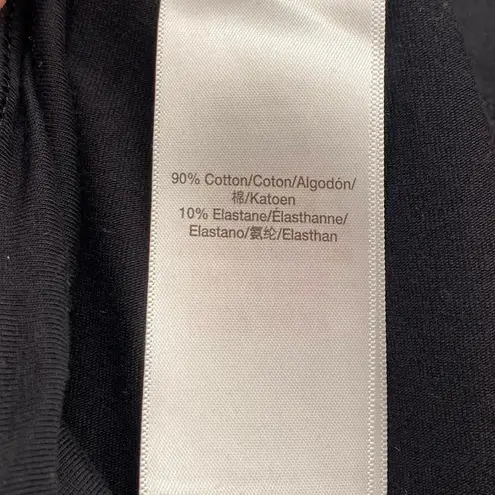 90% Cotton/Coton/Algodón/
棉/Katoen
10% Elastane/Élasthanne/
Elastano/氨纶/Elasthan